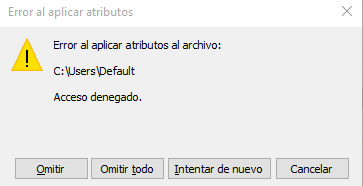 Error al aplicar atributos
Error al aplicar atributos al archivo:
C:\Users\Default
Acceso denegado.
Omitir
Omitir todo
Intentar de nuevo
Cancelar